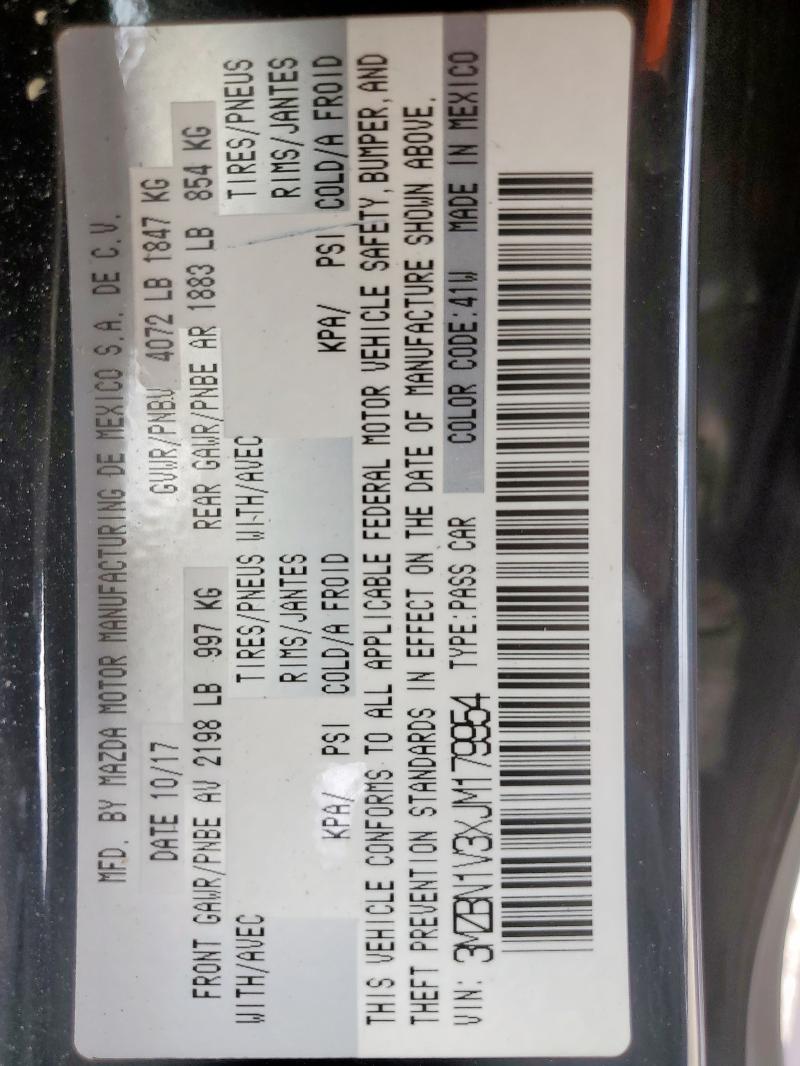 MFD. BY MAZDA MOTOR MANUFACTURING DE MEXICO S.A. DE C.V.
DATE 10/17 GVWR/PNBV 4072 LB 1847 KG
FRONT GAWR/PNBE AV 2198 LB 997 KG REAR GAWR/PNBE AR 1883 LB 854 KG
WITH/AVEC TIRES/PNEUS WITH/AVEC TIRES/PNEUS
RIMS/JANTES RIMS/JANTES
KPA/ PSI COLD/A FROID KPA/ PSI COLD/A FROID
THIS VEHICLE CONFORMS TO ALL APPLICABLE FEDERAL MOTOR VEHICLE SAFETY, BUMPER, AND
THEFT PREVENTION STANDARDS IN EFFECT ON THE DATE OF MANUFACTURE SHOWN ABOVE.
VIN: 3MZBN1V3XJM179954 TYPE:PASS CAR COLOR CODE:41W MADE IN MEXICO